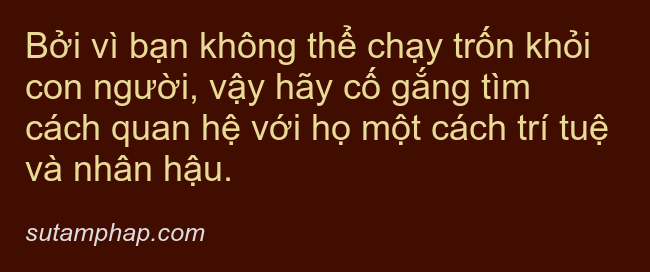 Bởi vì bạn không thể chạy trốn khỏi
con người, vậy hãy cố gắng tìm
cách quan hệ với họ một cách trí tuệ
và nhân hậu.
sutamphap.com